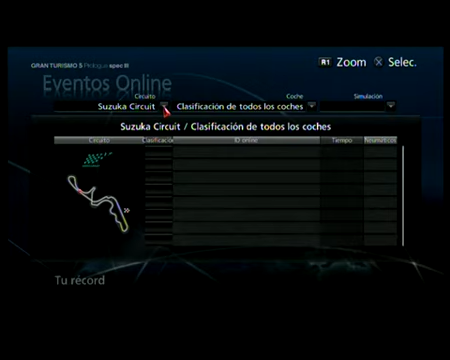 R1 Zoom X Selec.
GRAN TURISMO 5 Prologue spec III
Eventos Online
Circuito Coche Simulación
Suzuka Circuit Clasificación de todos los coches
Suzuka Circuit / Clasificación de todos los coches
Circuito Clasificación ID online Tiempo Neumáticos
Tu récord